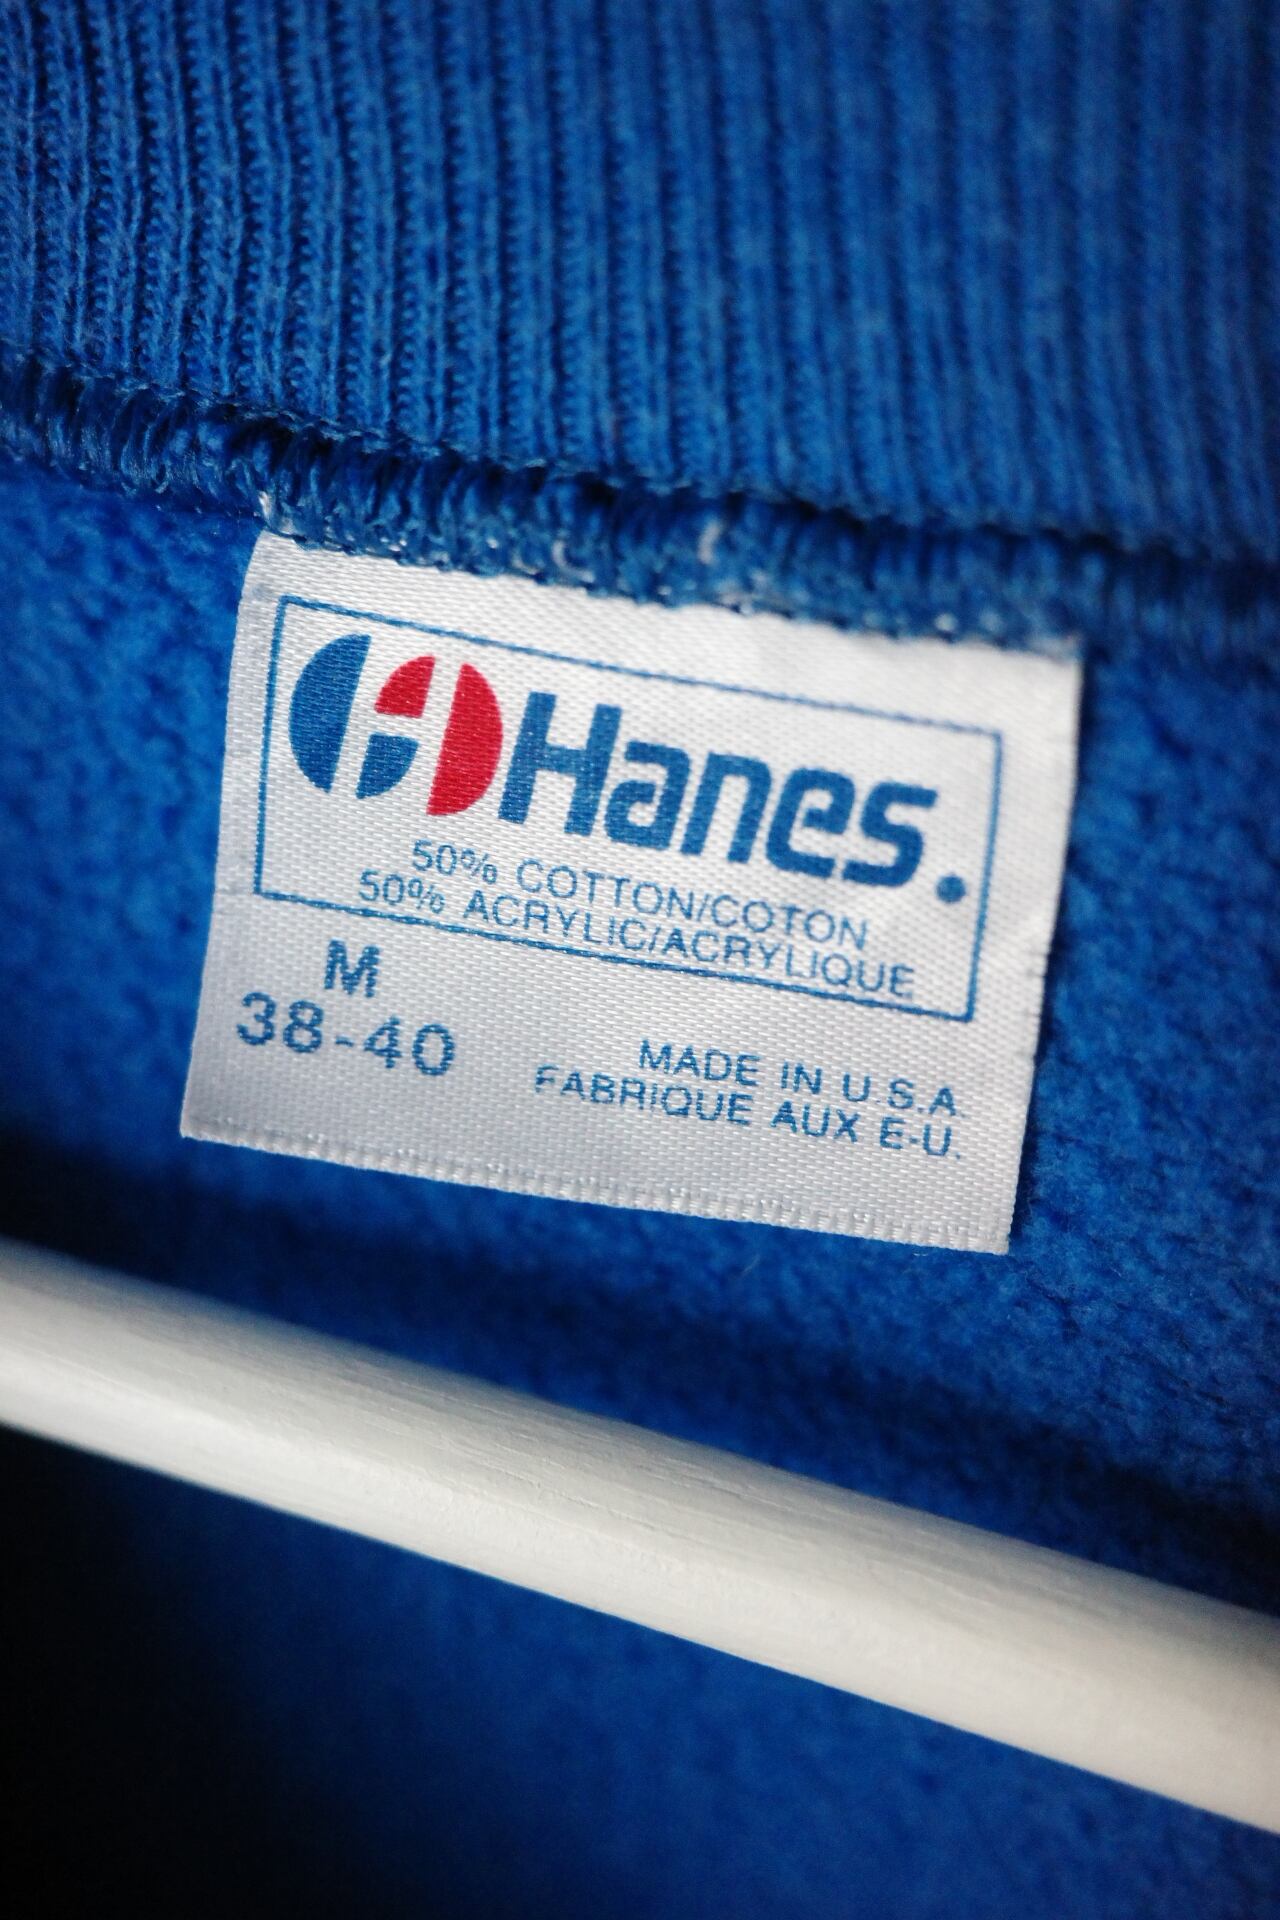 Hanes.
50% COTTON/COTON
50% ACRYLIC/ACRYLIQUE
M
38-40
MADE IN U.S.A.
FABRIQUE AUX E-U.